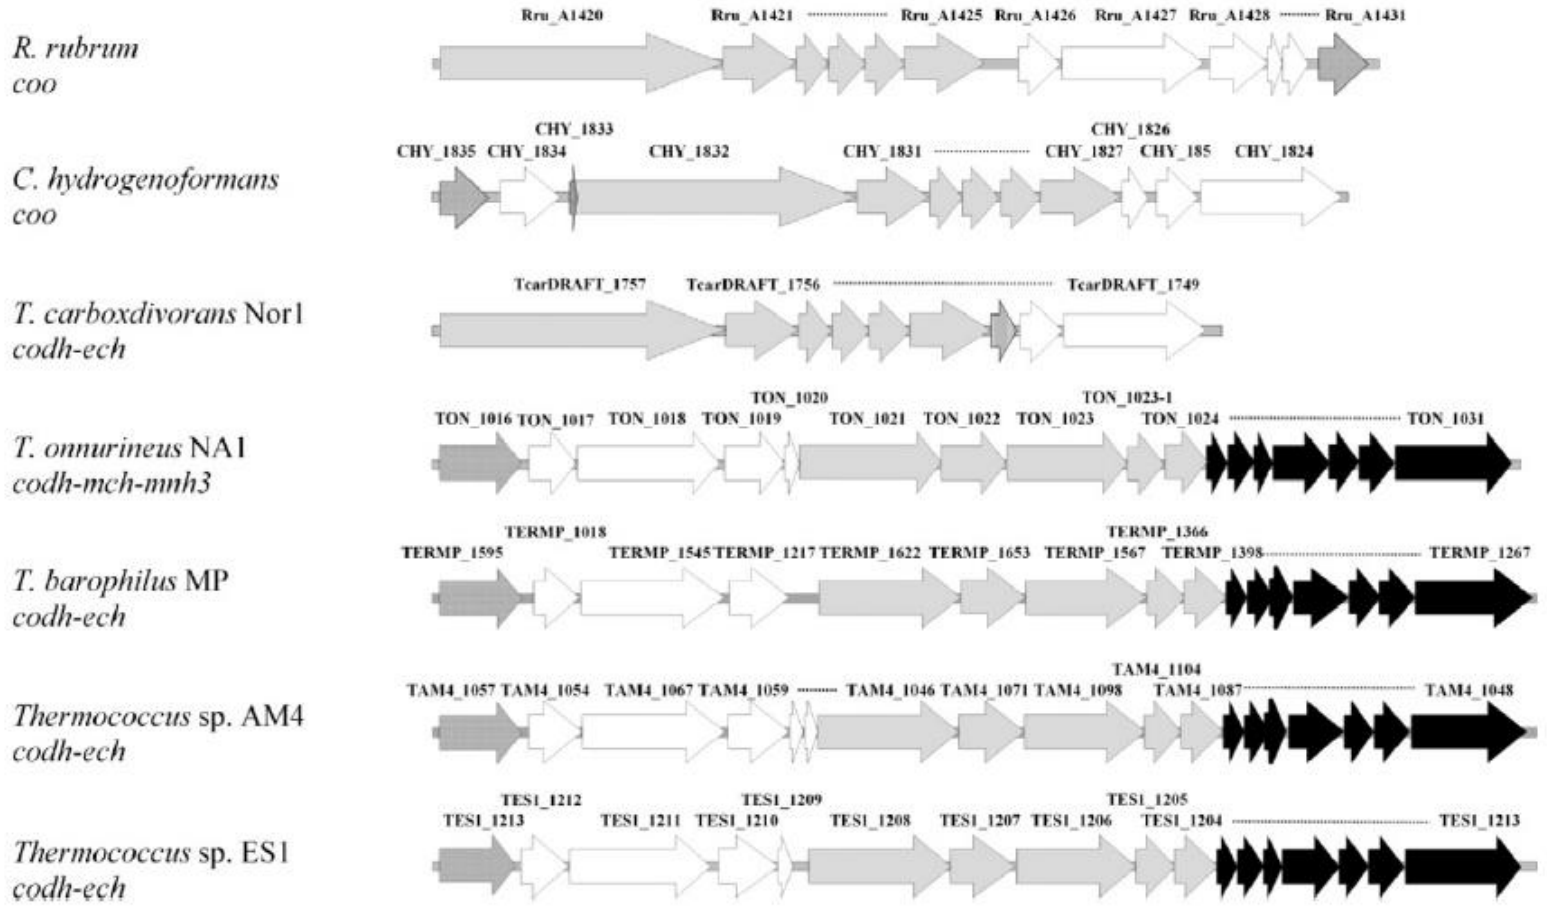 Rru_A1420 Rru_A1421 Rru_A1425 Rru_A1426 Rru_A1427 Rru_A1428 Rru_A1431
R. rubrum
coo
CHY_1833 CHY_1826
CHY_1835 CHY_1834 CHY_1832 CHY_1831 CHY_1827 CHY_185 CHY_1824
C. hydrogenoformans
coo
TcarDRAFT_1757 TcarDRAFT_1756 TcarDRAFT_1749
T. carboxdivorans Nor1
codh-ech
TON_1020 TON_1023-1
TON_1016 TON_1017 TON_1018 TON_1019 TON_1021 TON_1022 TON_1023 TON_1024 TON_1031
T. onnurineus NA1
codh-mch-mnh3
TERMP_1018 TERMP_1366
TERMP_1595 TERMP_1545 TERMP_1217 TERMP_1622 TERMP_1653 TERMP_1567 TERMP_1398 TERMP_1267
T. barophilus MP
codh-ech
TAM4_1104
TAM4_1057 TAM4_1054 TAM4_1067 TAM4_1059 TAM4_1046 TAM4_1071 TAM4_1098 TAM4_1087 TAM4_1048
Thermococcus sp. AM4
codh-ech
TES1_1212 TES1_1209 TES1_1205
TES1_1213 TES1_1211 TES1_1210 TES1_1208 TES1_1207 TES1_1206 TES1_1204 TES1_1213
Thermococcus sp. ES1
codh-ech